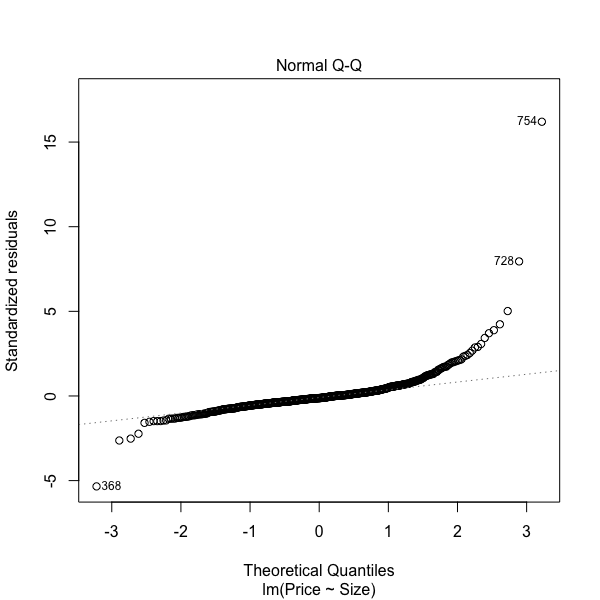 Normal Q-Q
754
15
10
728
5
0
-5
368
Standardized residuals
-3 -2 -1 0 1 2 3
Theoretical Quantiles
lm(Price ~ Size)